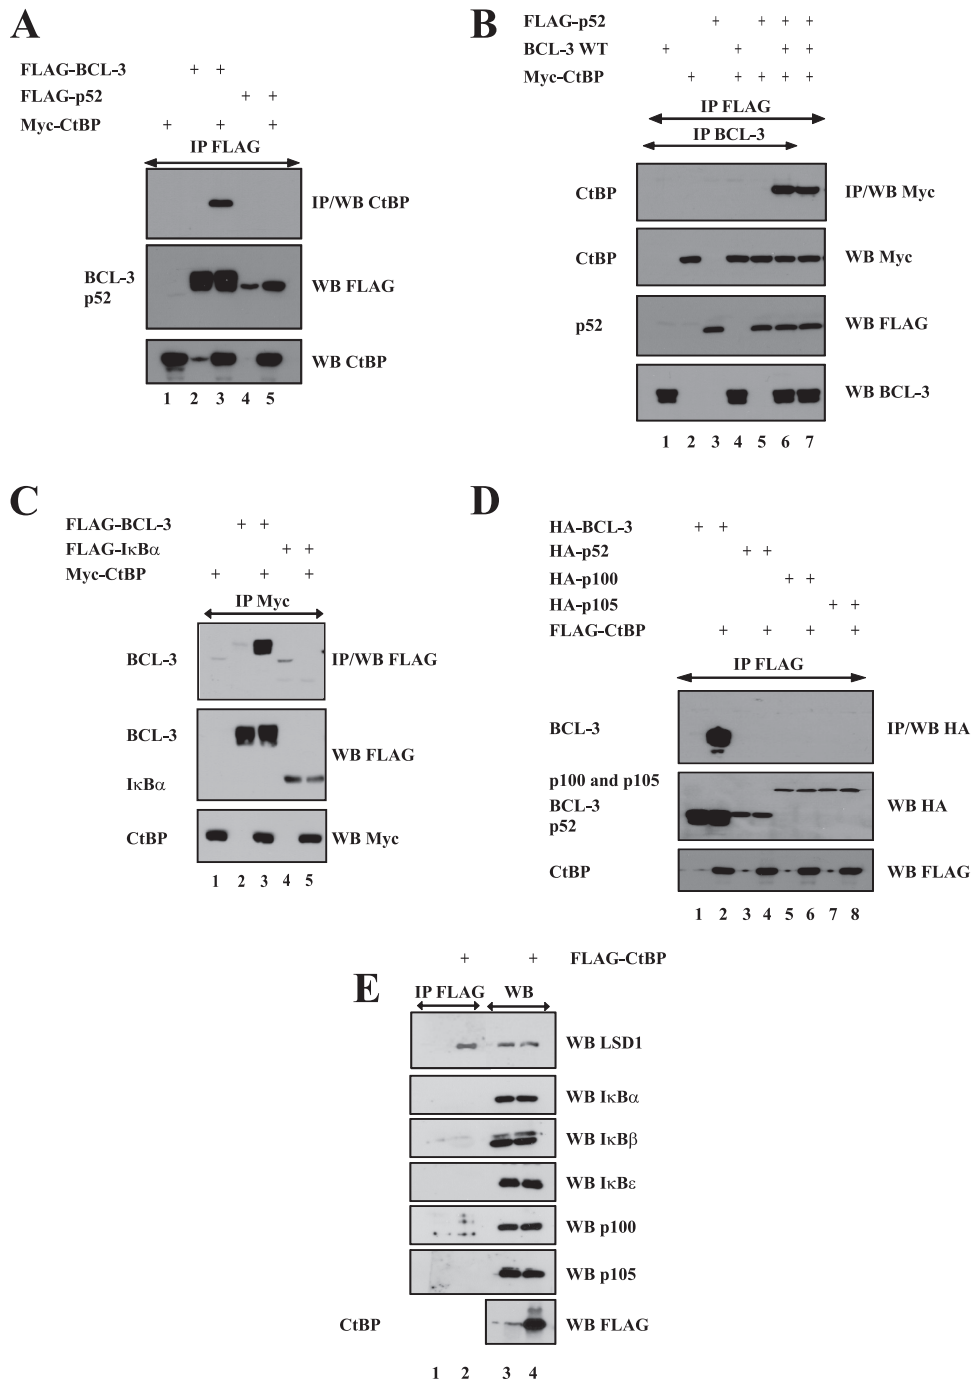 A
FLAG-BCL-3 + +
FLAG-p52 + +
Myc-CtBP + + +
IP FLAG
IP/WB CtBP
BCL-3
p52
WB FLAG
WB CtBP
1 2 3 4 5
B
FLAG-p52 + + + +
BCL-3 WT + + + +
Myc-CtBP + + + + +
IP FLAG
IP BCL-3
CtBP IP/WB Myc
CtBP WB Myc
p52 WB FLAG
WB BCL-3
1 2 3 4 5 6 7
C
FLAG-BCL-3 + +
FLAG-IκBα + +
Myc-CtBP + + +
IP Myc
BCL-3 IP/WB FLAG
BCL-3
WB FLAG
IκBα
CtBP WB Myc
1 2 3 4 5
D
HA-BCL-3 + +
HA-p52 + +
HA-p100 + +
HA-p105 + +
FLAG-CtBP + + + +
IP FLAG
BCL-3 IP/WB HA
p100 and p105
BCL-3 WB HA
p52
CtBP WB FLAG
1 2 3 4 5 6 7 8
E
+ + FLAG-CtBP
IP FLAG WB
WB LSD1
WB IκBα
WB IκBβ
WB IκBε
WB p100
WB p105
CtBP WB FLAG
1 2 3 4